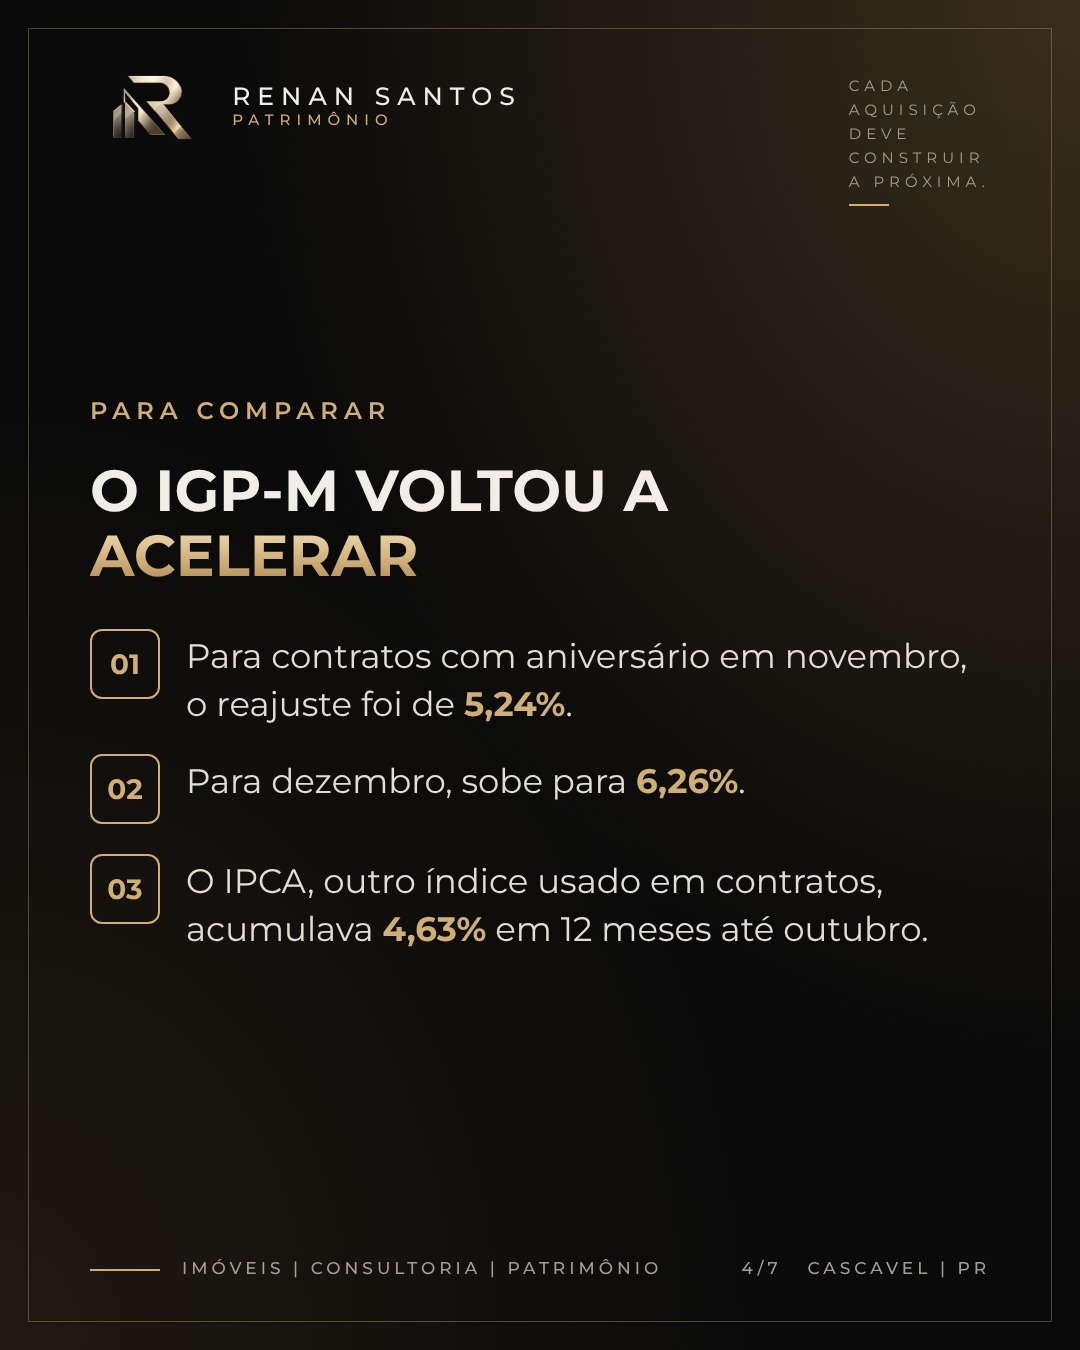 RENAN SANTOS
PATRIMÔNIO
CADA
AQUISIÇÃO
DEVE
CONSTRUIR
A PRÓXIMA.
PARA COMPARAR
O IGP-M VOLTOU A
ACELERAR
01
Para contratos com aniversário em novembro,
o reajuste foi de 5,24%.
02
Para dezembro, sobe para 6,26%.
03
O IPCA, outro índice usado em contratos,
acumulava 4,63% em 12 meses até outubro.
IMÓVEIS | CONSULTORIA | PATRIMÔNIO
4/7 CASCAVEL | PR